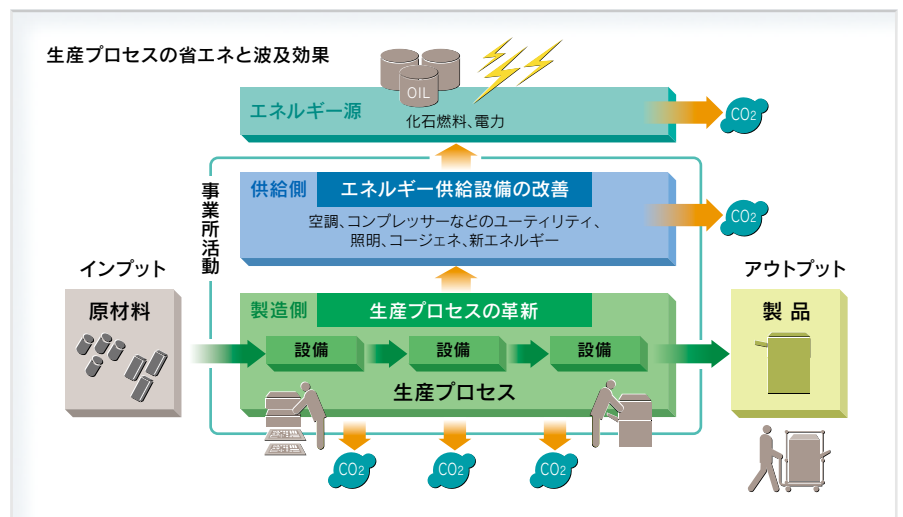 生産プロセスの省エネと波及効果
OIL
エネルギー源
化石燃料、電力
CO2
事業所活動
供給側
エネルギー供給設備の改善
空調、コンプレッサーなどのユーティリティ、
照明、コージェネ、新エネルギー
CO2
インプット
原材料
製造側
生産プロセスの革新
設備
設備
設備
生産プロセス
アウトプット
製品
CO2
CO2
CO2